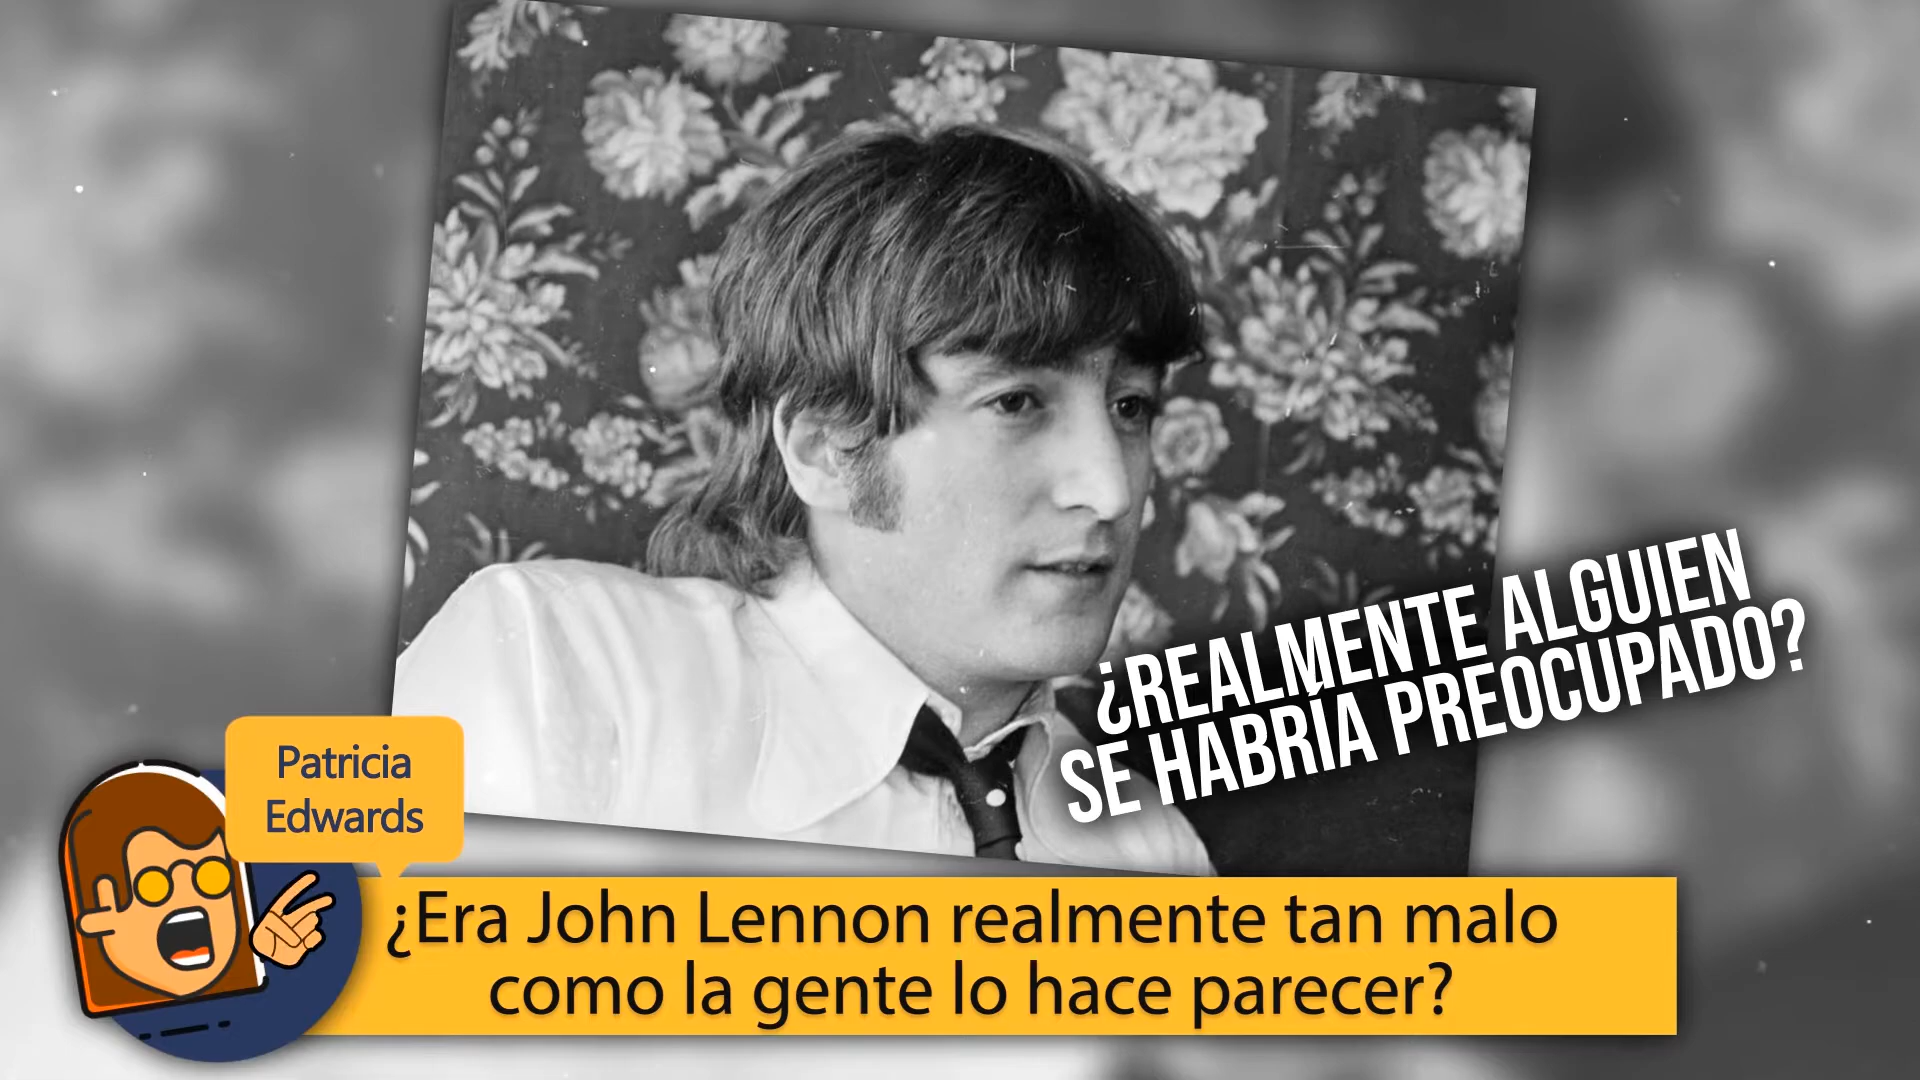 ¿REALMENTE ALGUIEN
SE HABRÍA PREOCUPADO?
Patricia
Edwards
¿Era John Lennon realmente tan malo
como la gente lo hace parecer?